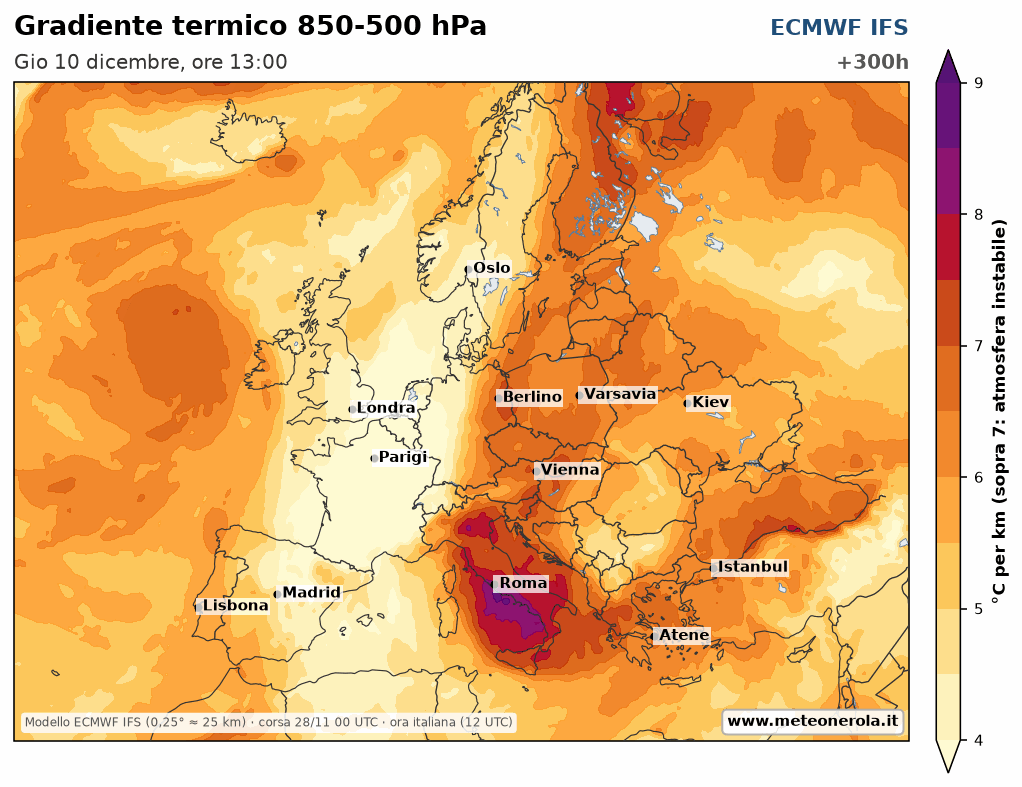 Gradiente termico 850-500 hPa
ECMWF IFS
Gio 10 dicembre, ore 13:00
+300h
9
8
7
6
5
4
°C per km (sopra 7: atmosfera instabile)
Oslo
Londra
Berlino
Varsavia
Kiev
Parigi
Vienna
Istanbul
Madrid
Roma
Lisbona
Atene
Modello ECMWF IFS (0,25° ≈ 25 km) · corsa 28/11 00 UTC · ora italiana (12 UTC)
www.meteonerola.it